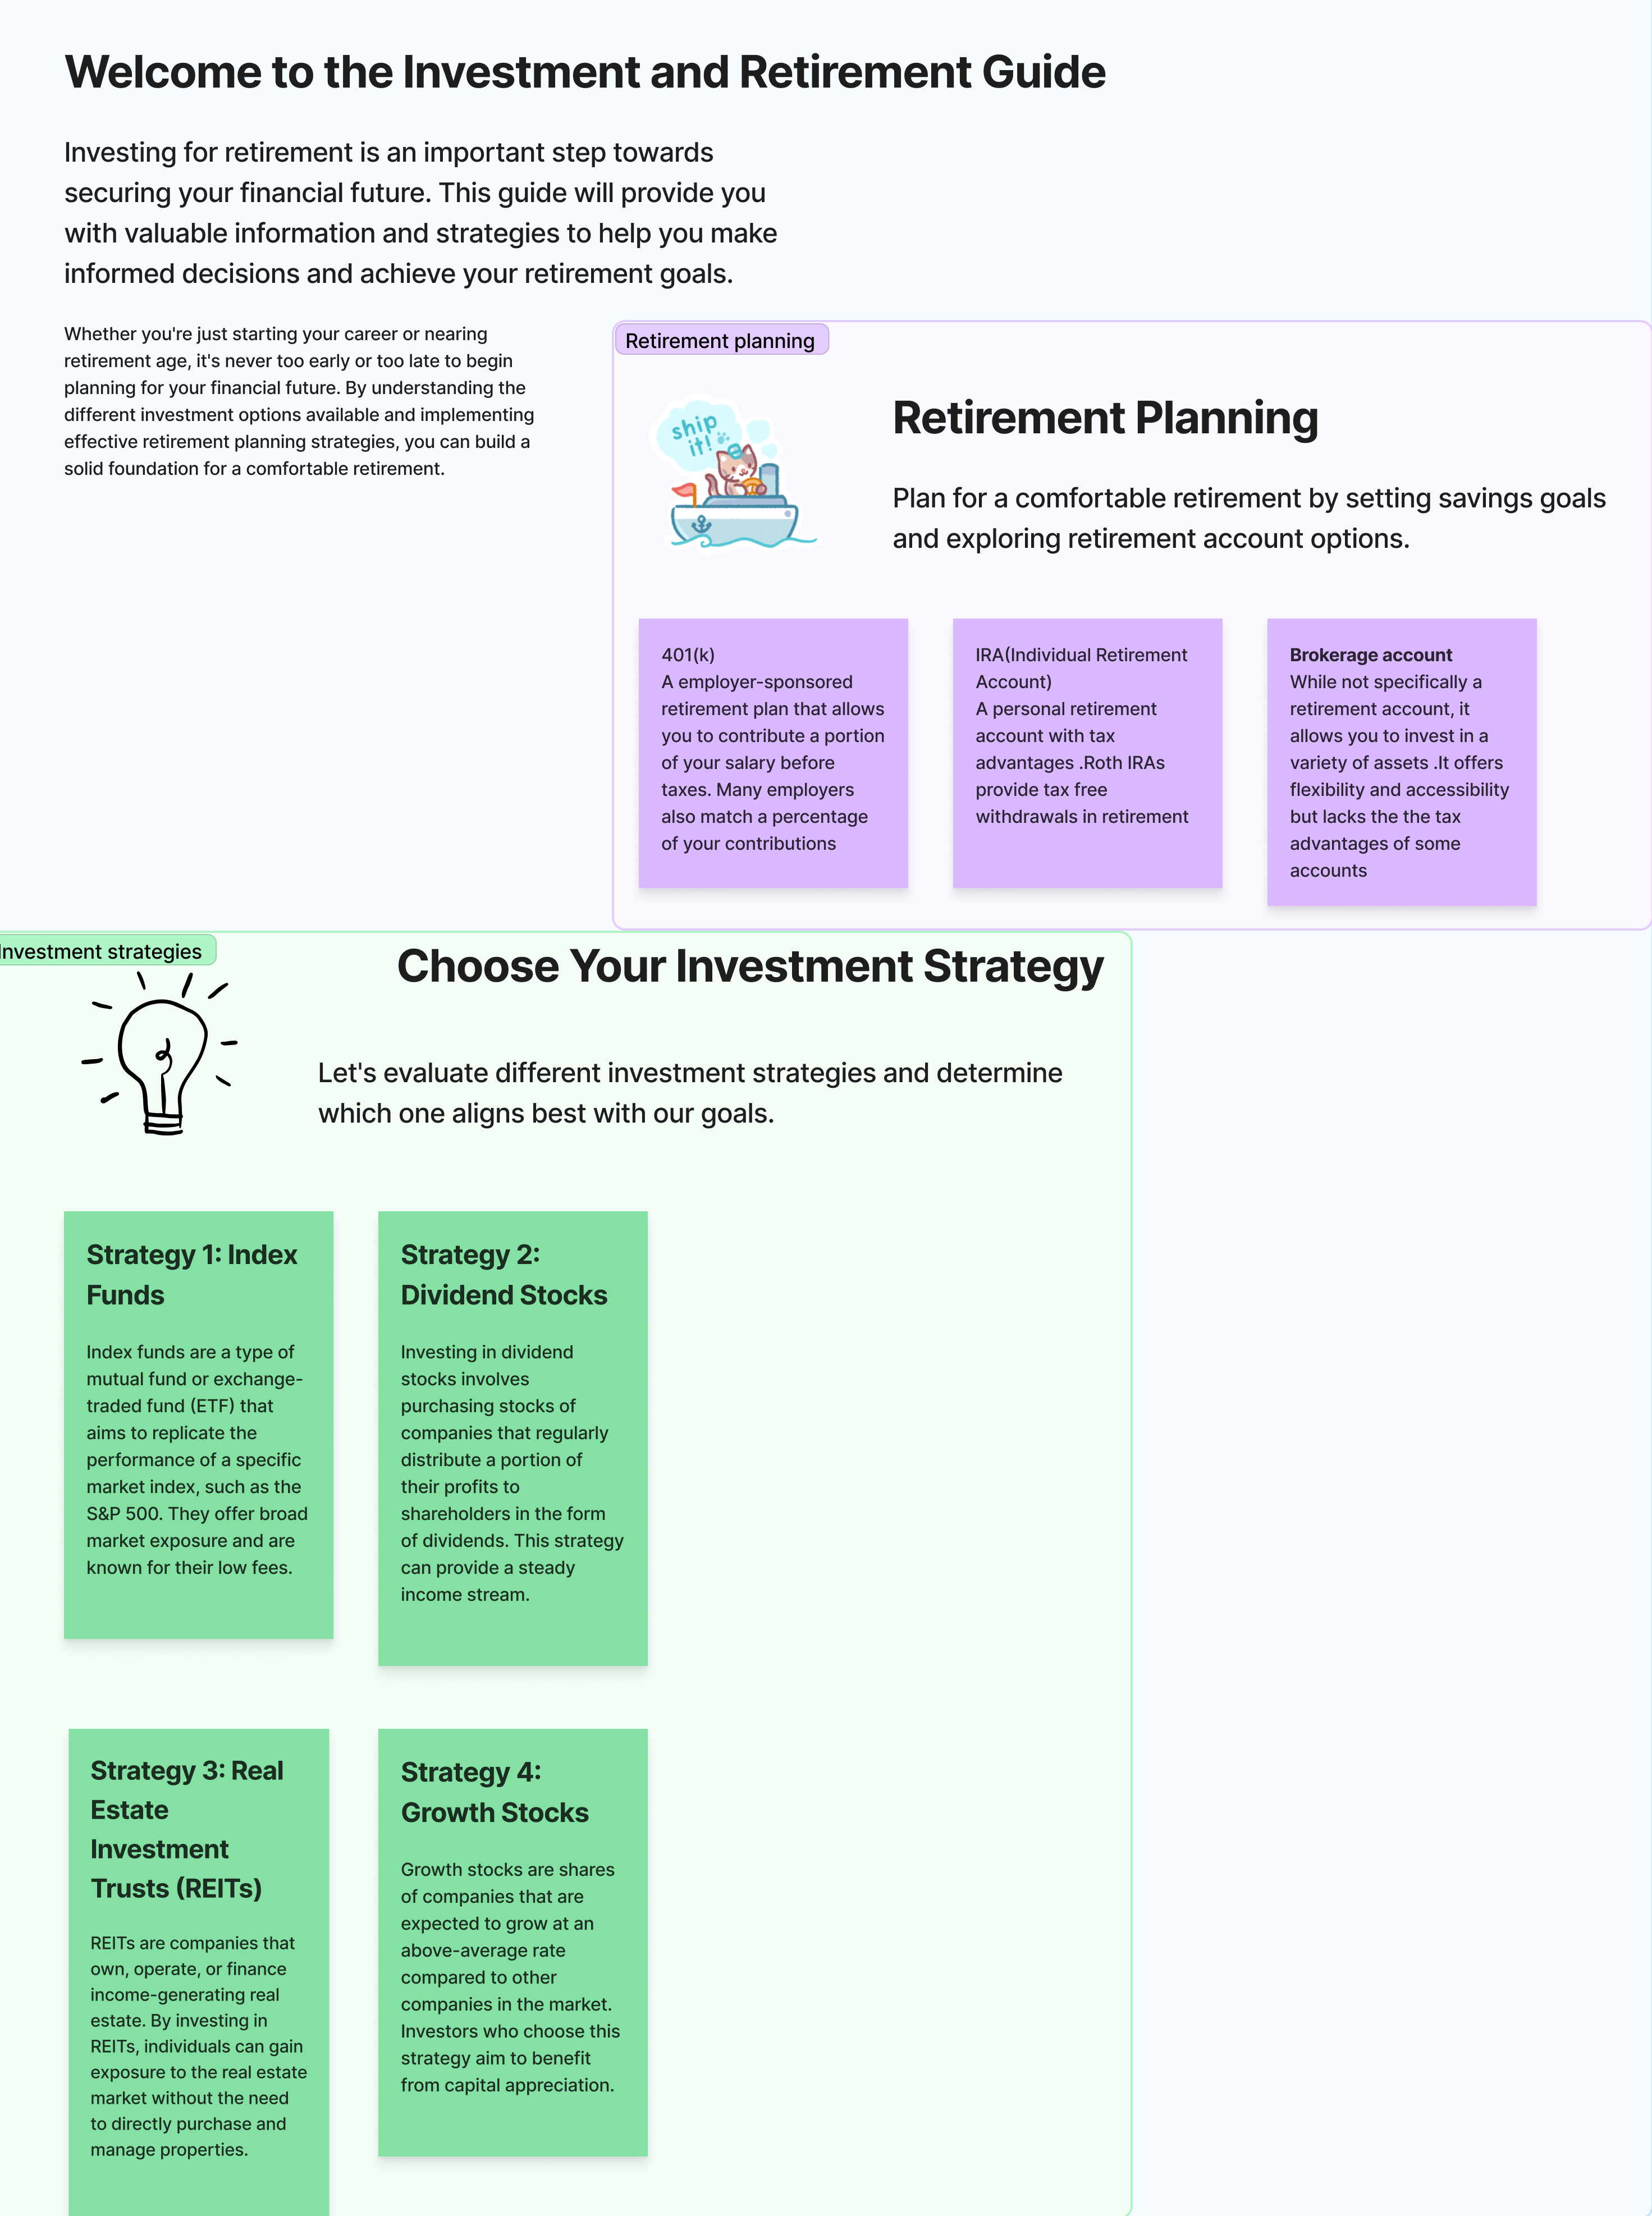 Welcome to the Investment and Retirement Guide
Investing for retirement is an important step towards
securing your financial future. This guide will provide you
with valuable information and strategies to help you make
informed decisions and achieve your retirement goals.
Whether you're just starting your career or nearing
retirement age, it's never too early or too late to begin
planning for your financial future. By understanding the
different investment options available and implementing
effective retirement planning strategies, you can build a
solid foundation for a comfortable retirement.
Retirement planning
ship
it!
Retirement Planning
Plan for a comfortable retirement by setting savings goals
and exploring retirement account options.
401(k)
A employer-sponsored
retirement plan that allows
you to contribute a portion
of your salary before
taxes. Many employers
also match a percentage
of your contributions
IRA(Individual Retirement
Account)
A personal retirement
account with tax
advantages .Roth IRAs
provide tax free
withdrawals in retirement
Brokerage account
While not specifically a
retirement account, it
allows you to invest in a
variety of assets .It offers
flexibility and accessibility
but lacks the the tax
advantages of some
accounts
Investment strategies
Choose Your Investment Strategy
Let's evaluate different investment strategies and determine
which one aligns best with our goals.
Strategy 1: Index
Funds
Index funds are a type of
mutual fund or exchange-
traded fund (ETF) that
aims to replicate the
performance of a specific
market index, such as the
S&P 500. They offer broad
market exposure and are
known for their low fees.
Strategy 2:
Dividend Stocks
Investing in dividend
stocks involves
purchasing stocks of
companies that regularly
distribute a portion of
their profits to
shareholders in the form
of dividends. This strategy
can provide a steady
income stream.
Strategy 3: Real
Estate
Investment
Trusts (REITs)
REITs are companies that
own, operate, or finance
income-generating real
estate. By investing in
REITs, individuals can gain
exposure to the real estate
market without the need
to directly purchase and
manage properties.
Strategy 4:
Growth Stocks
Growth stocks are shares
of companies that are
expected to grow at an
above-average rate
compared to other
companies in the market.
Investors who choose this
strategy aim to benefit
from capital appreciation.